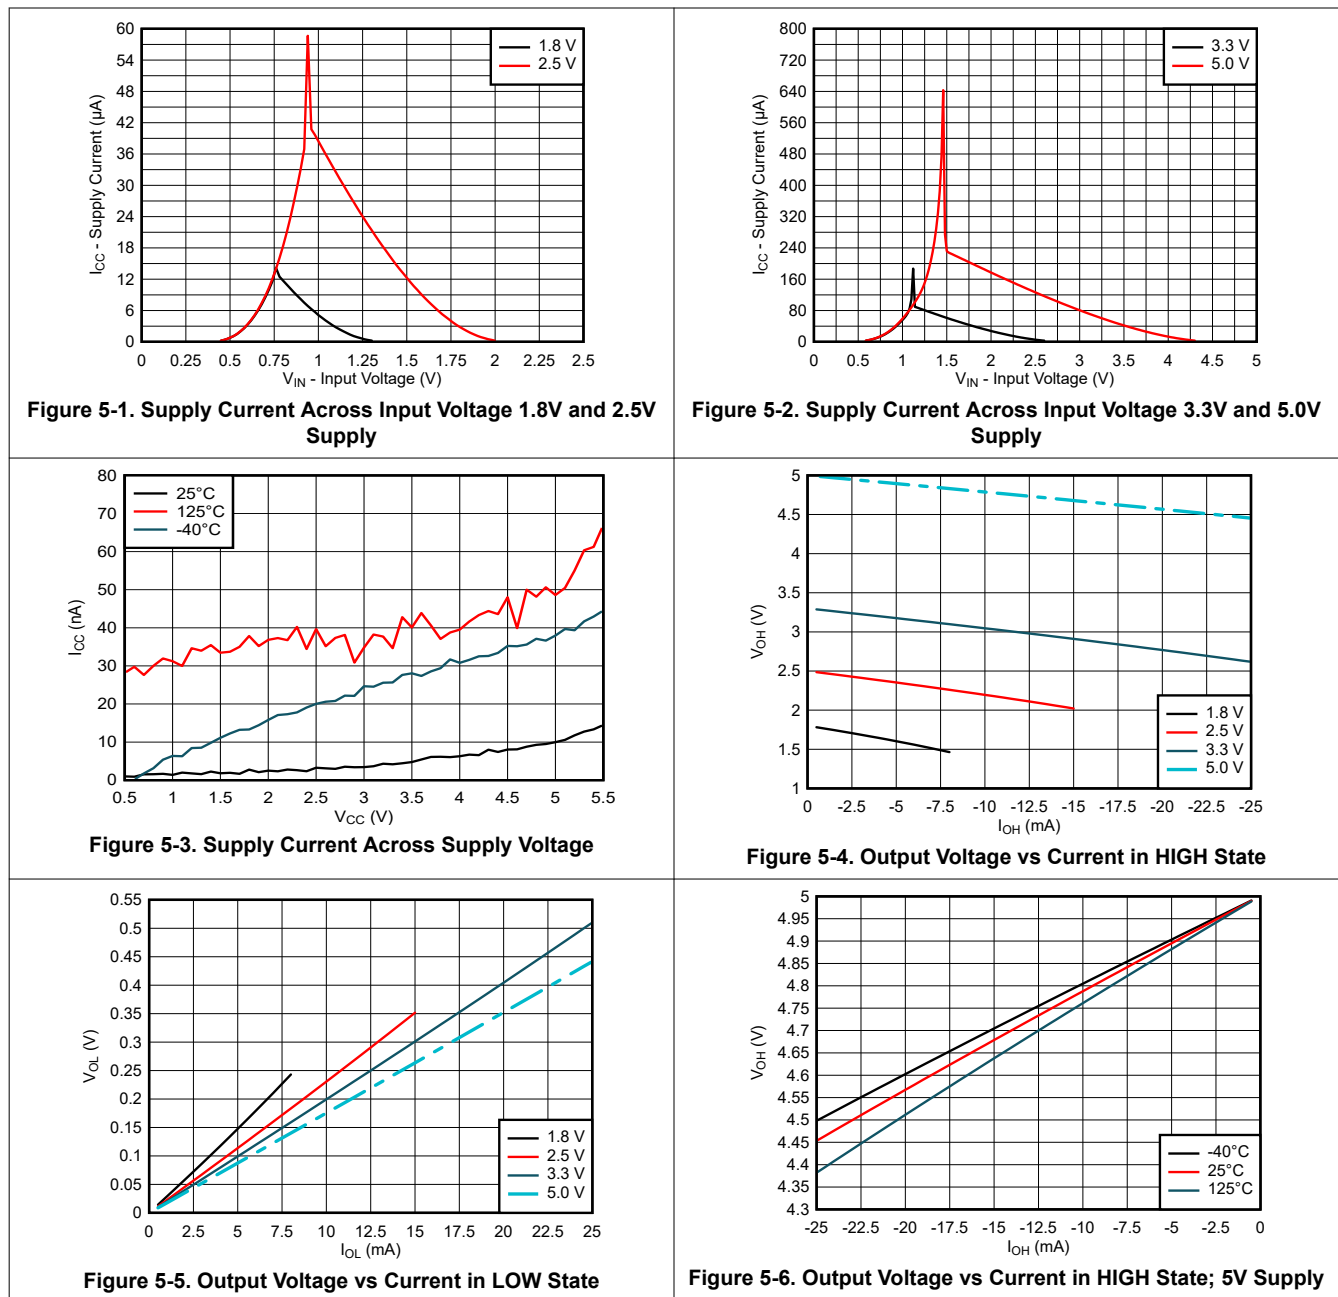 60
54
48
42
36
30
24
18
12
6
0
ICC - Supply Current (µA)
1.8 V
2.5 V
0 0.25 0.5 0.75 1 1.25 1.5 1.75 2 2.25 2.5
VIN - Input Voltage (V)
Figure 5-1. Supply Current Across Input Voltage 1.8V and 2.5V
Supply
800
720
640
560
480
400
320
240
160
80
0
ICC - Supply Current (µA)
3.3 V
5.0 V
0 0.5 1 1.5 2 2.5 3 3.5 4 4.5 5
VIN - Input Voltage (V)
Figure 5-2. Supply Current Across Input Voltage 3.3V and 5.0V
Supply
80
70
60
50
40
30
20
10
0
ICC (nA)
25°C
125°C
-40°C
0.5 1 1.5 2 2.5 3 3.5 4 4.5 5 5.5
VCC (V)
Figure 5-3. Supply Current Across Supply Voltage
5
4.5
4
3.5
3
2.5
2
1.5
1
VOH (V)
1.8 V
2.5 V
3.3 V
5.0 V
0 -2.5 -5 -7.5 -10 -12.5 -15 -17.5 -20 -22.5 -25
IOH (mA)
Figure 5-4. Output Voltage vs Current in HIGH State
0.55
0.5
0.45
0.4
0.35
0.3
0.25
0.2
0.15
0.1
0.05
0
VOL (V)
1.8 V
2.5 V
3.3 V
5.0 V
0 2.5 5 7.5 10 12.5 15 17.5 20 22.5 25
IOL (mA)
Figure 5-5. Output Voltage vs Current in LOW State
5
4.95
4.9
4.85
4.8
4.75
4.7
4.65
4.6
4.55
4.5
4.45
4.4
4.35
4.3
VOH (V)
-40°C
25°C
125°C
-25 -22.5 -20 -17.5 -15 -12.5 -10 -7.5 -5 -2.5 0
IOH (mA)
Figure 5-6. Output Voltage vs Current in HIGH State; 5V Supply